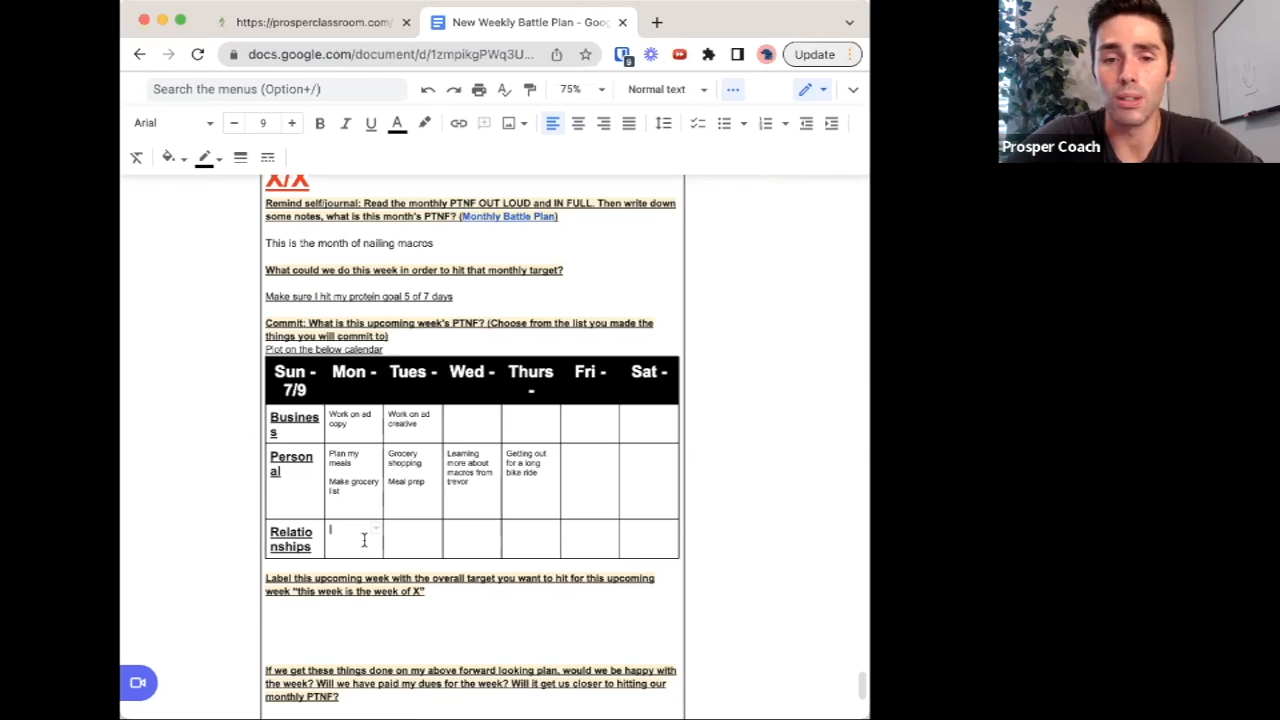 https://prosperclassroom.com/
New Weekly Battle Plan - Goo
docs.google.com/document/d/1zmpikgPWq3U...
9
Update
Search the menus (Option+/)
75%
Normal text
Arial
9
B I U A
X/X
Remind self/journal: Read the monthly PTNF OUT LOUD and IN FULL. Then write down
some notes, what is this month's PTNF? (Monthly Battle Plan)
This is the month of nailing macros
What could we do this week in order to hit that monthly target?
Make sure I hit my protein goal 5 of 7 days
Commit: What is this upcoming week's PTNF? (Choose from the list you made the
things you will commit to)
Plot on the below calendar
Sun - Mon - Tues - Wed - Thurs Fri - Sat -
7/9 -
Busines Work on ad Work on ad
s copy creative
Person Plan my Grocery Learning Getting out
al meals shopping more about for a long
macros from bike ride
Make grocery Meal prep trevor
list
Relatio
nships
Label this upcoming week with the overall target you want to hit for this upcoming
week "this week is the week of X"
If we get these things done on my above forward looking plan, would we be happy with
the week? Will we have paid my dues for the week? Will it get us closer to hitting our
monthly PTNF?
Prosper Coach